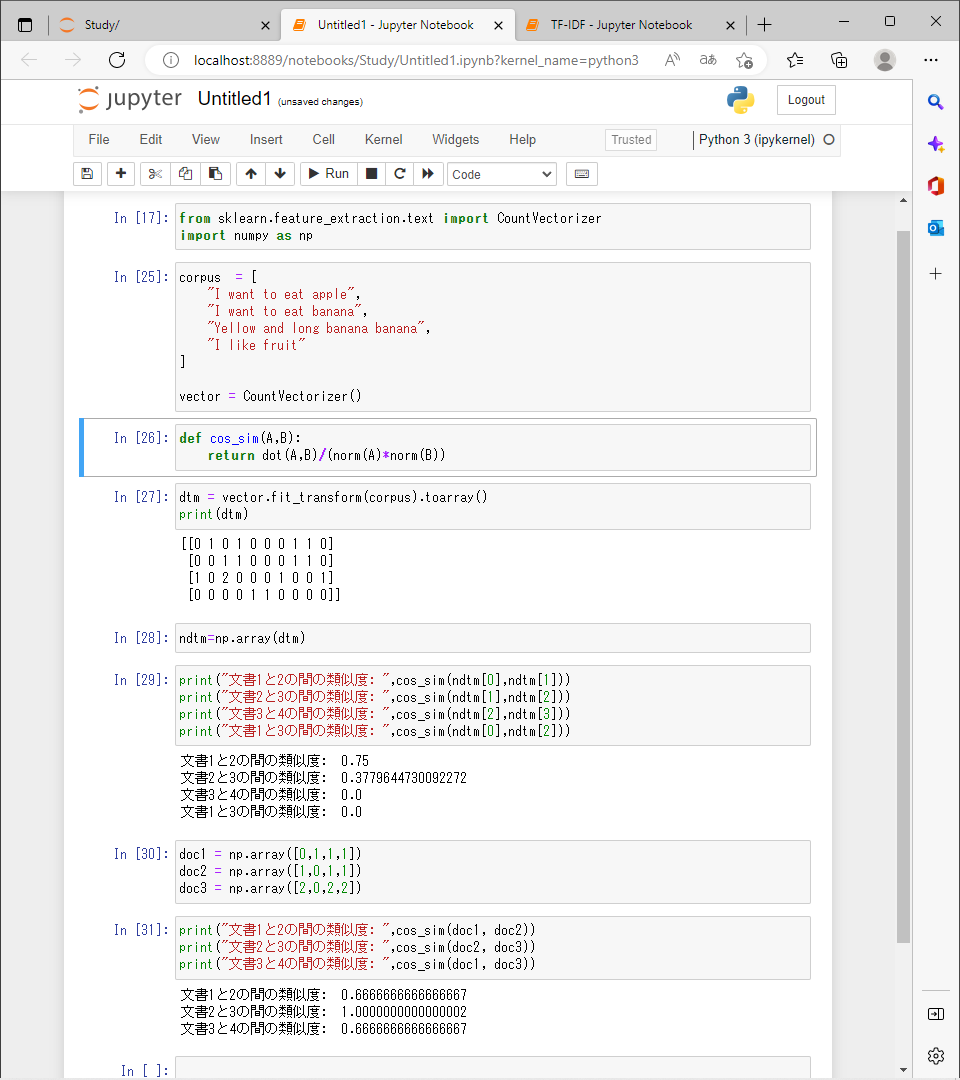 Study/
Untitled1 - Jupyter Notebook
TF-IDF - Jupyter Notebook
localhost:8889/notebooks/Study/Untitled1.ipynb?kernel_name=python3
jupyter Untitled1 (unsaved changes)
Logout
File Edit View Insert Cell Kernel Widgets Help
Trusted
Python 3 (ipykernel)
Run
Code
In [17]: from sklearn.feature_extraction.text import CountVectorizer
import numpy as np
In [25]: corpus = [
"I want to eat apple",
"I want to eat banana",
"Yellow and long banana banana",
"I like fruit"
]
vector = CountVectorizer()
In [26]: def cos_sim(A,B):
return dot(A,B)/(norm(A)*norm(B))
In [27]: dtm = vector.fit_transform(corpus).toarray()
print(dtm)
[[0 1 0 1 0 0 0 1 1 0]
[0 0 1 1 0 0 0 1 1 0]
[1 0 2 0 0 0 1 0 0 1]
[0 0 0 0 1 1 0 0 0 0]]
In [28]: ndtm=np.array(dtm)
In [29]: print("文書1と2の間の類似度: ",cos_sim(ndtm[0],ndtm[1]))
print("文書2と3の間の類似度: ",cos_sim(ndtm[1],ndtm[2]))
print("文書3と4の間の類似度: ",cos_sim(ndtm[2],ndtm[3]))
print("文書1と3の間の類似度: ",cos_sim(ndtm[0],ndtm[2]))
文書1と2の間の類似度: 0.75
文書2と3の間の類似度: 0.3779644730092272
文書3と4の間の類似度: 0.0
文書1と3の間の類似度: 0.0
In [30]: doc1 = np.array([0,1,1,1])
doc2 = np.array([1,0,1,1])
doc3 = np.array([2,0,2,2])
In [31]: print("文書1と2の間の類似度: ",cos_sim(doc1, doc2))
print("文書2と3の間の類似度: ",cos_sim(doc2, doc3))
print("文書3と4の間の類似度: ",cos_sim(doc1, doc3))
文書1と2の間の類似度: 0.6666666666666667
文書2と3の間の類似度: 1.0000000000000002
文書3と4の間の類似度: 0.6666666666666667
In [ ]: